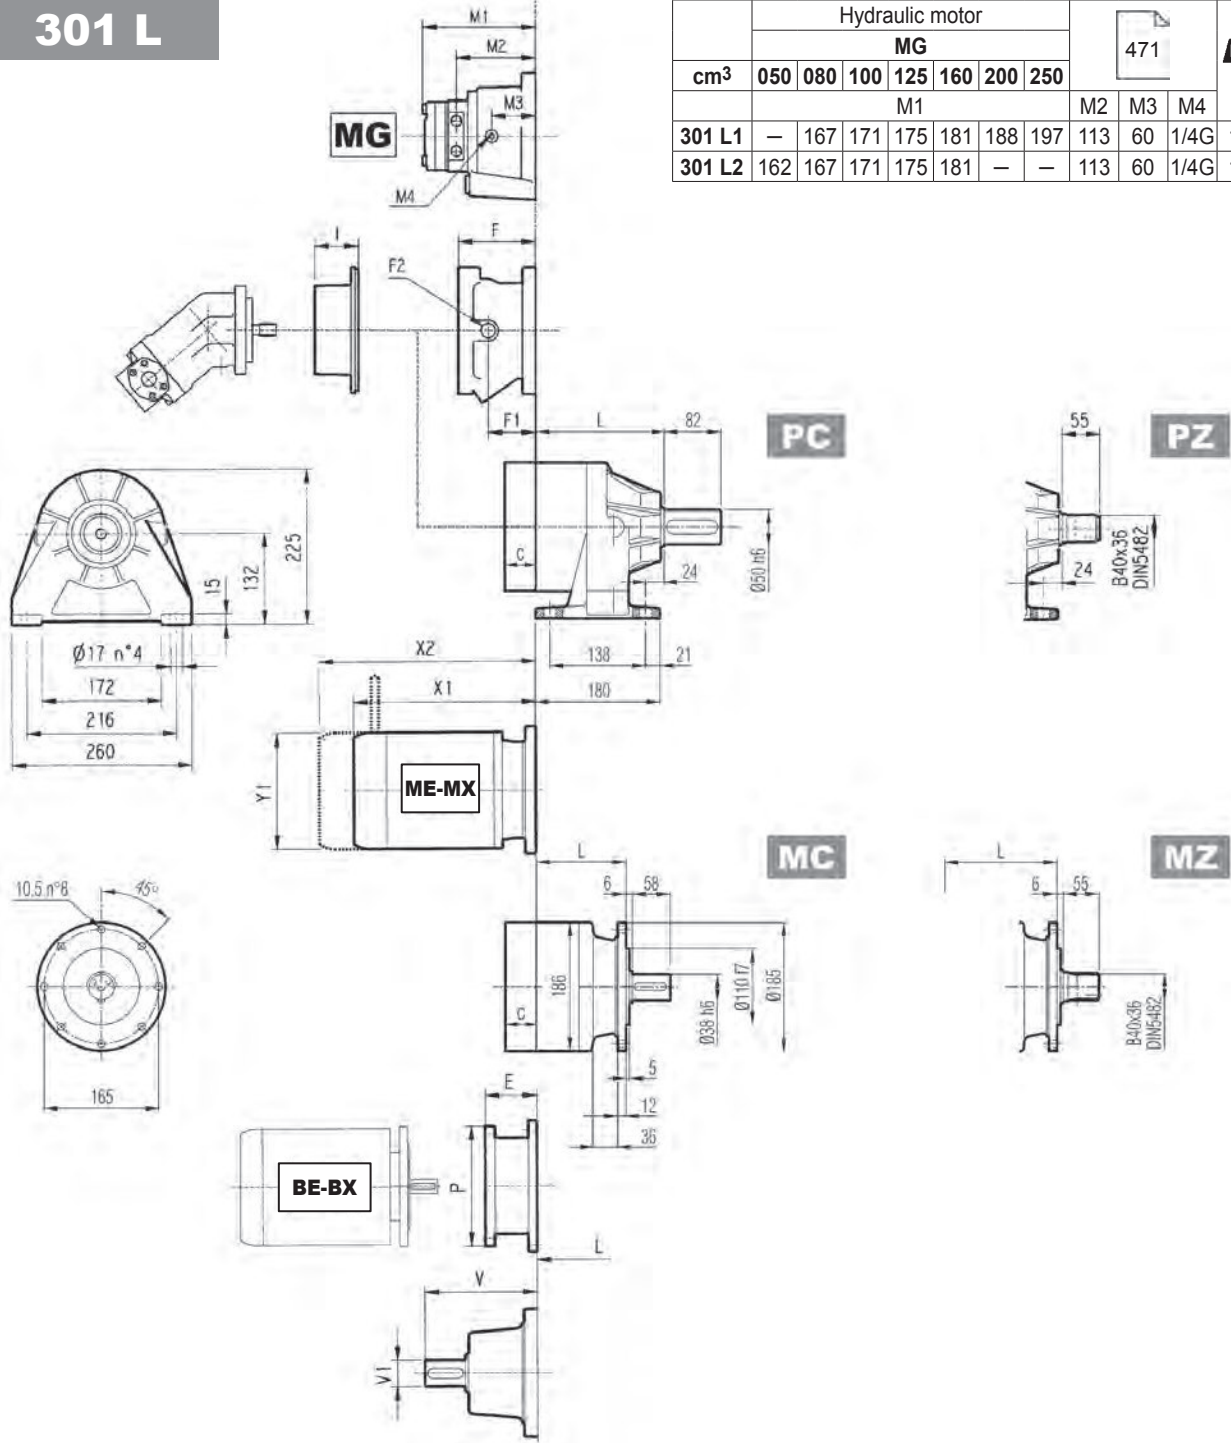 301 L
Hydraulic motor
MG
471
cm3 050 080 100 125 160 200 250
M1 M2 M3 M4
301 L1 — 167 171 175 181 188 197 113 60 1/4G
301 L2 162 167 171 175 181 — — 113 60 1/4G
M1
M2
M3
MG
M4
I
F
F2
F1
L
82
PC
55
PZ
C
24
Ø50 h6
24
B40x36
DIN5482
225
132
15
Ø17 n°4
172
216
260
138
21
180
X2
X1
Y1
ME-MX
L
MC
L
MZ
6
58
6
55
10.5 n°8
45°
165
186
C
Ø38 h6
Ø110 f7
Ø185
B40x36
DIN5482
5
12
36
E
BE-BX
P
L
V
V1